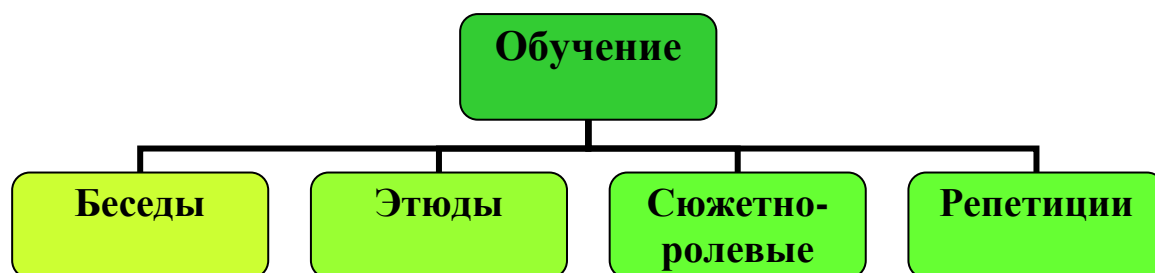 Обучение
Беседы
Этюды
Сюжетно-
ролевые
Репетиции